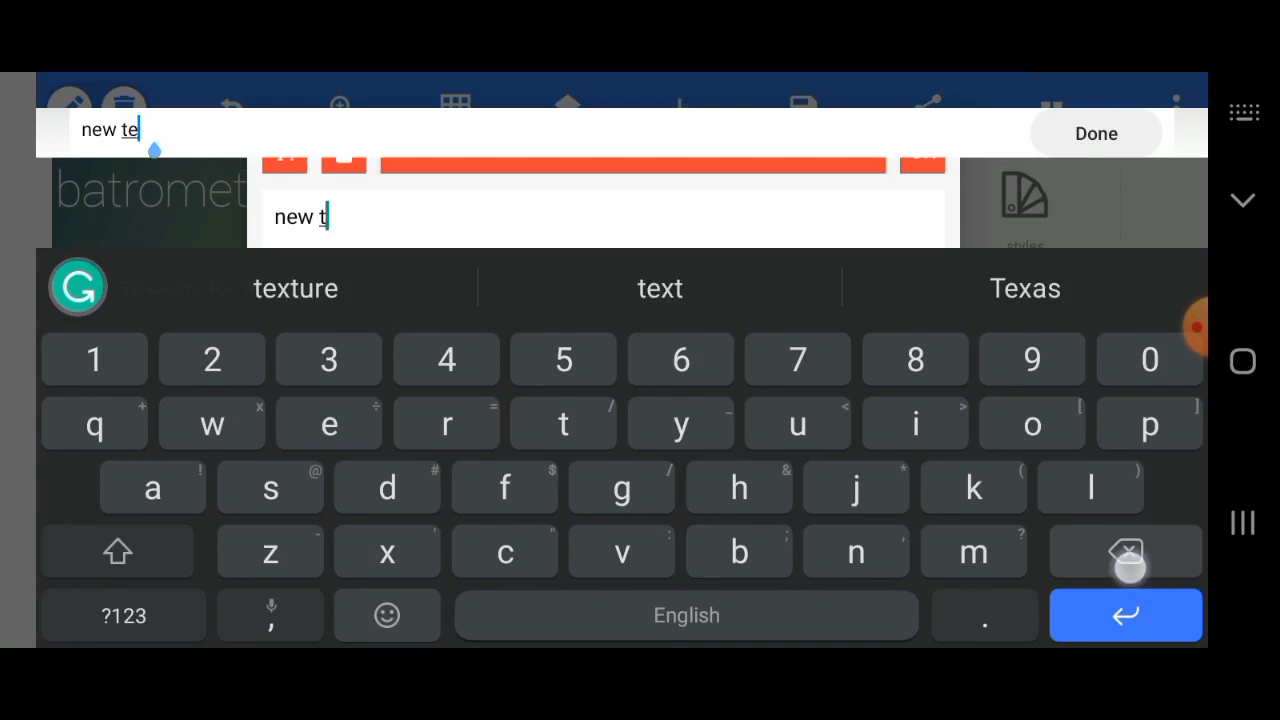 new te
Done
batromet
new t
styles
texture text Texas
1 2 3 4 5 6 7 8 9 0
q + w x e ÷ r = t / y _ u < i > o [ p ]
a ! s @ d # f $ g / h & j * k ( l )
z - x ' c " v : b ; n , m ?
?123 , English .